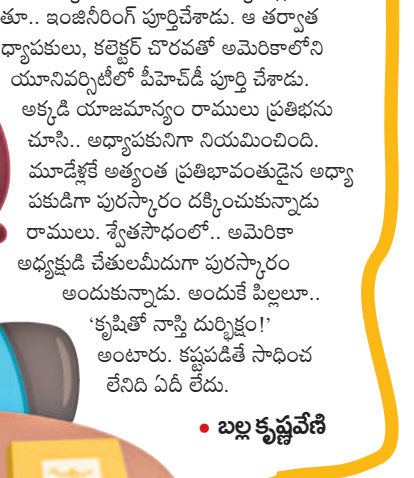 తూ.. ఇంజినీరింగ్ పూర్తిచేశాడు. ఆ తర్వాత
ధ్యాపకులు, కలెక్టర్ చొరవతో అమెరికాలోని
యూనివర్సిటీలో పీహెచ్‌డీ పూర్తి చేశాడు.
అక్కడి యాజమాన్యం రాములు ప్రతిభను
చూసి.. అధ్యాపకునిగా నియమించింది.
మూడేళ్లకే అత్యంత ప్రతిభావంతుడైన అధ్యా
పకుడిగా పురస్కారం దక్కించుకున్నాడు
రాములు. శ్వేతసౌధంలో.. అమెరికా
అధ్యక్షుడి చేతులమీదుగా పురస్కారం
అందుకున్నాడు. అందుకే పిల్లలూ..
‘కృషితో నాస్తి దుర్భిక్షం!’
అంటారు. కష్టపడితే సాధించ
లేనిది ఏదీ లేదు.
• బల్ల కృష్ణవేణి